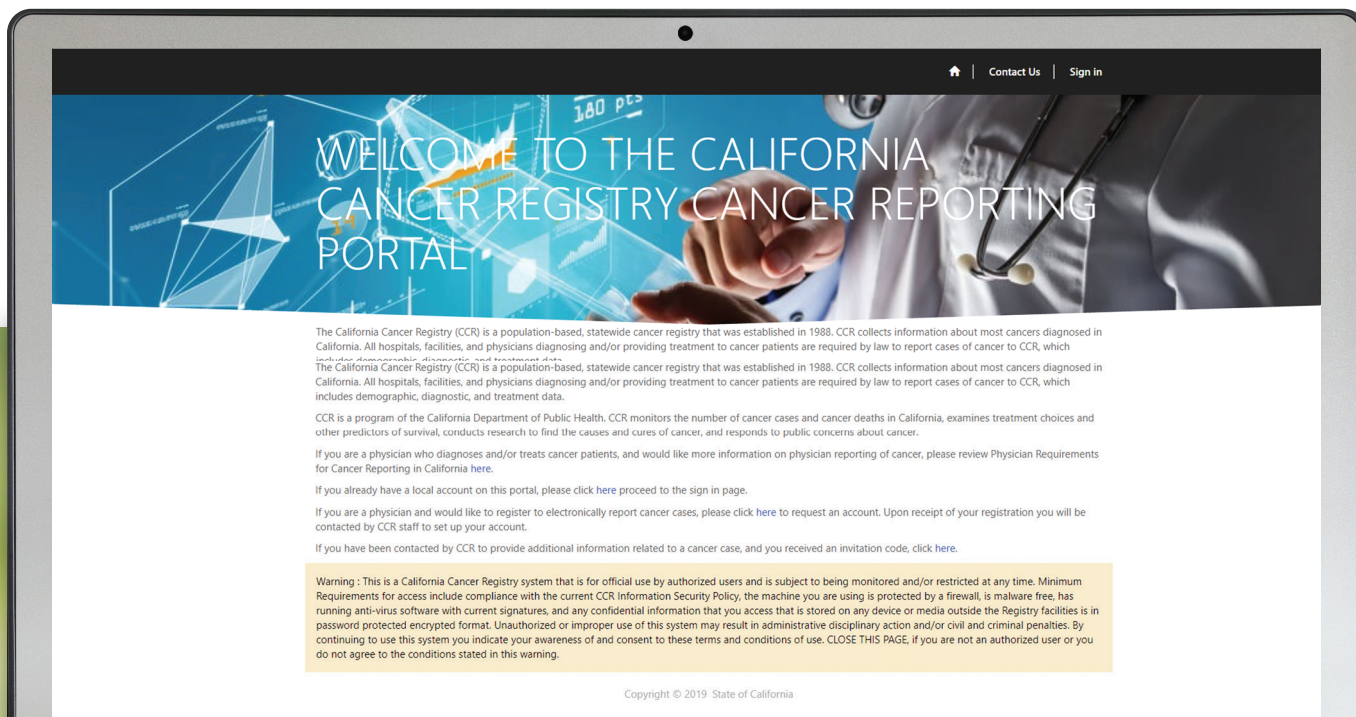 Contact Us
Sign in
180 pts
WELCOME TO THE CALIFORNIA
CANCER REGISTRY CANCER REPORTING
14
PORTAL
The California Cancer Registry (CCR) is a population-based, statewide cancer registry that was established in 1988. CCR collects information about most cancers diagnosed in
California. All hospitals, facilities, and physicians diagnosing and/or providing treatment to cancer patients are required by law to report cases of cancer to CCR, which
includes demographic, diagnostic, and treatment data.
The California Cancer Registry (CCR) is a population-based, statewide cancer registry that was established in 1988. CCR collects information about most cancers diagnosed in
California. All hospitals, facilities, and physicians diagnosing and/or providing treatment to cancer patients are required by law to report cases of cancer to CCR, which
includes demographic, diagnostic, and treatment data.
CCR is a program of the California Department of Public Health. CCR monitors the number of cancer cases and cancer deaths in California, examines treatment choices and
other predictors of survival, conducts research to find the causes and cures of cancer, and responds to public concerns about cancer.
If you are a physician who diagnoses and/or treats cancer patients, and would like more information on physician reporting of cancer, please review Physician Requirements
for Cancer Reporting in California here.
If you already have a local account on this portal, please click here proceed to the sign in page.
If you are a physician and would like to register to electronically report cancer cases, please click here to request an account. Upon receipt of your registration you will be
contacted by CCR staff to set up your account.
If you have been contacted by CCR to provide additional information related to a cancer case, and you received an invitation code, click here.
Warning : This is a California Cancer Registry system that is for official use by authorized users and is subject to being monitored and/or restricted at any time. Minimum
Requirements for access include compliance with the current CCR Information Security Policy, the machine you are using is protected by a firewall, is malware free, has
running anti-virus software with current signatures, and any confidential information that you access that is stored on any device or media outside the Registry facilities is in
password protected encrypted format. Unauthorized or improper use of this system may result in administrative disciplinary action and/or civil and criminal penalties. By
continuing to use this system you indicate your awareness of and consent to these terms and conditions of use. CLOSE THIS PAGE, if you are not an authorized user or you
do not agree to the conditions stated in this warning.
Copyright © 2019 State of California